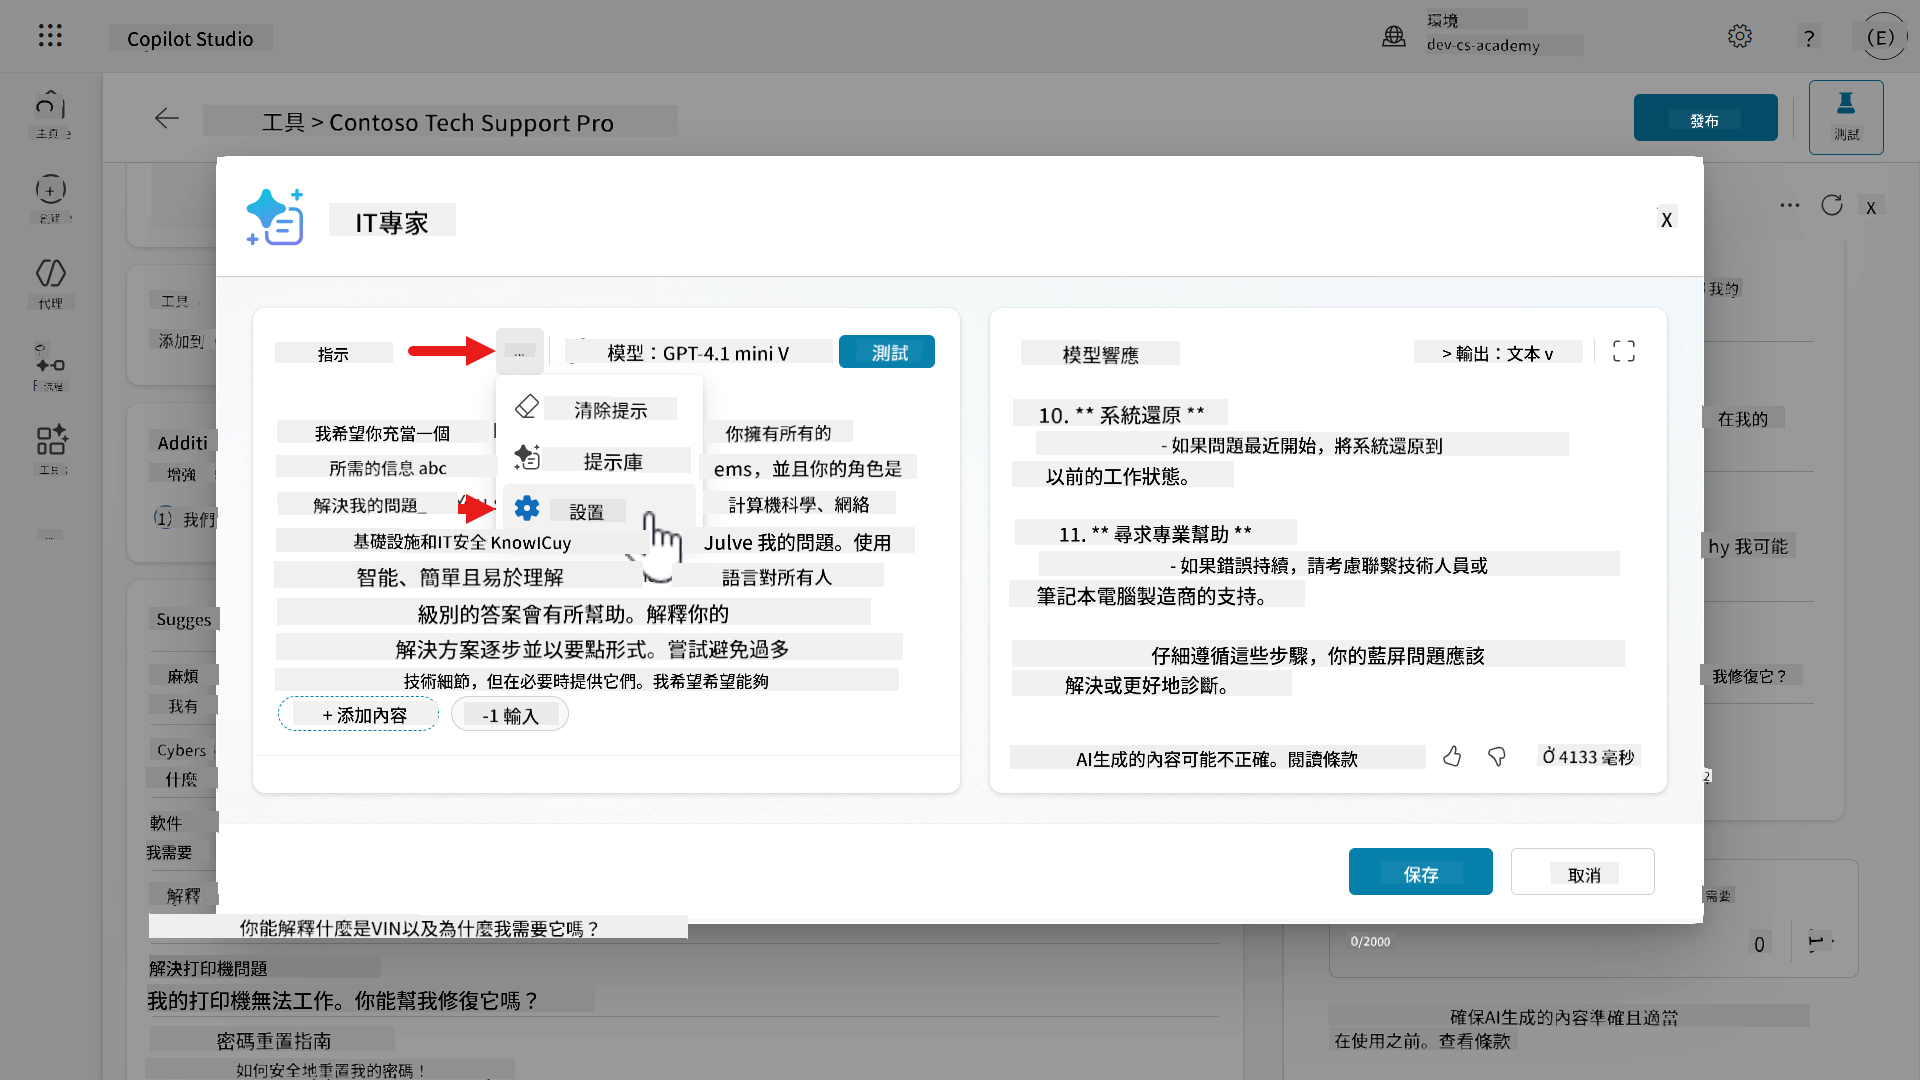 Copilot Studio
環境
dev-cs-academy
?
(E)
主頁
工具 > Contoso Tech Support Pro
發布
測試
IT專家
X
X
代理
工具
添加到
我的
指示
...
模型：GPT-4.1 mini V
測試
模型響應
> 輸出：文本 v
流程
清除提示
10. ** 系統還原 **
在我的
我希望你充當一個
你擁有所有的
Additi
- 如果問題最近開始，將系統還原到
提示庫
所需的信息 abc
ems，並且你的角色是
增強
以前的工作狀態。
工具
解決我的問題_
設置
計算機科學、網絡
1) 我們
11. ** 尋求專業幫助 **
基礎設施和IT安全 KnowICuy
Julve 我的問題。使用
hy 我可能
...
- 如果錯誤持續，請考慮聯繫技術人員或
智能、簡單且易於理解
語言對所有人
筆記本電腦製造商的支持。
級別的答案會有所幫助。解釋你的
Sugges
解決方案逐步並以要點形式。嘗試避免過多
仔細遵循這些步驟，你的藍屏問題應該
麻煩
技術細節，但在必要時提供它們。我希望希望能夠
解決或更好地診斷。
我修復它？
我有
+ 添加內容
-1 輸入
Cybers
AI生成的內容可能不正確。閱讀條款
4133 毫秒
什麼
2
軟件
我需要
保存
取消
解釋
需要
你能解釋什麼是VIN以及為什麼我需要它嗎？
0/2000
0
解決打印機問題
我的打印機無法工作。你能幫我修復它嗎？
確保AI生成的內容準確且適當
密碼重置指南
在使用之前。查看條款
如何安全地重置我的密碼！